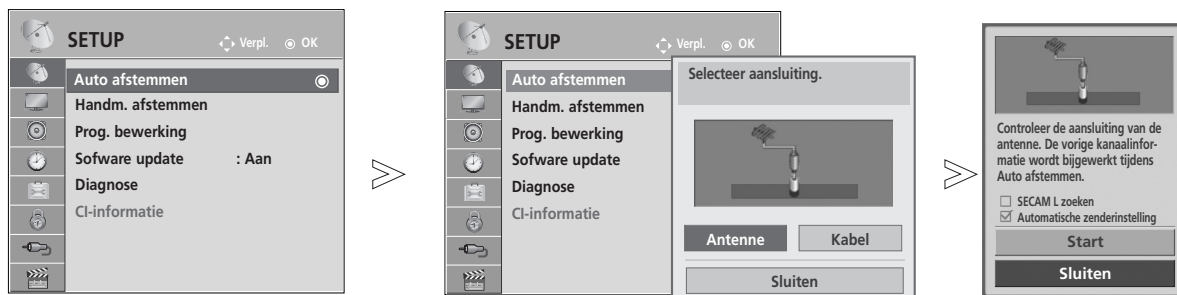 SETUP Verpl. OK
Auto afstemmen
Handm. afstemmen
Prog. bewerking
Sofware update : Aan
Diagnose
CI-informatie
SETUP Verpl. OK
Auto afstemmen
Handm. afstemmen
Prog. bewerking
Sofware update
Diagnose
CI-informatie
Selecteer aansluiting.
Antenne Kabel
Sluiten
Controleer de aansluiting van de
antenne. De vorige kanaalinfor-
matie wordt bijgewerkt tijdens
Auto afstemmen.
SECAM L zoeken
Automatische zenderinstelling
Start
Sluiten